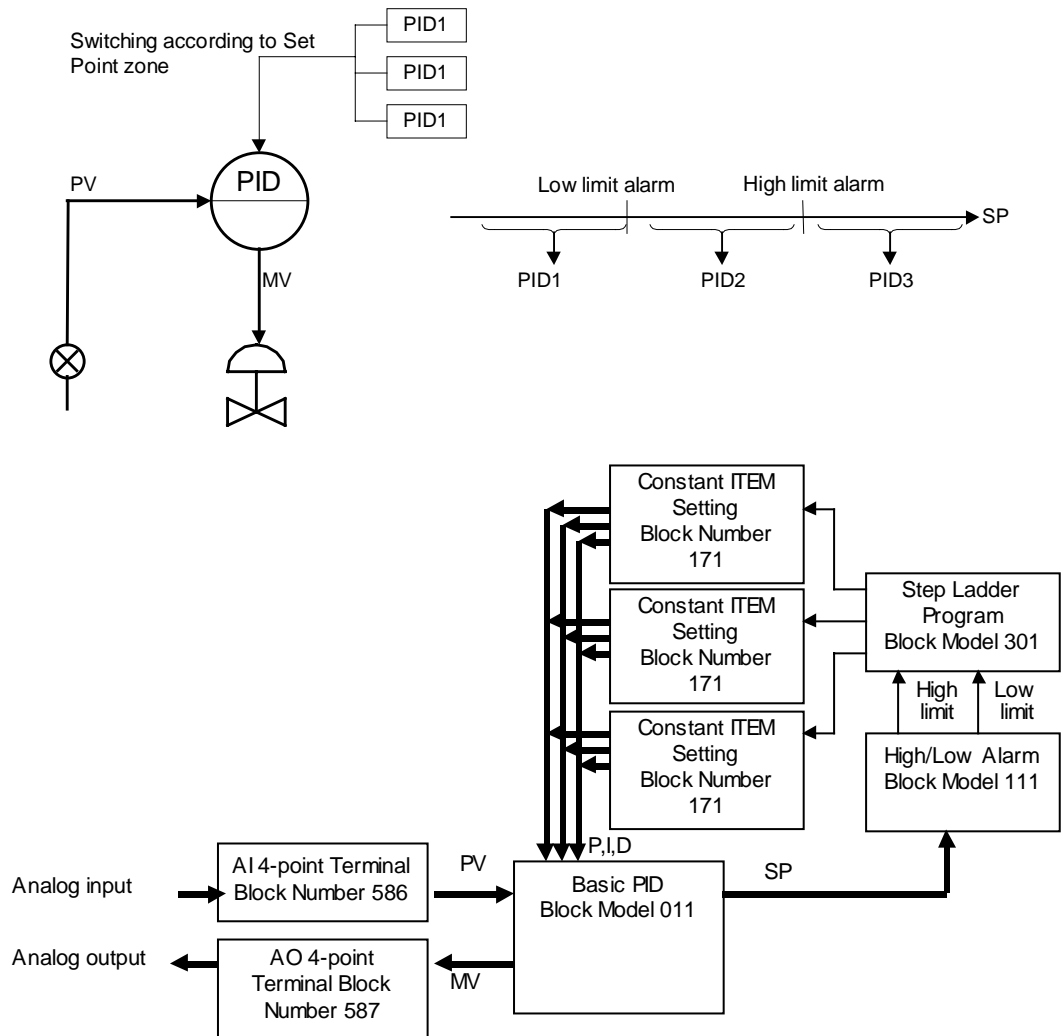 PID1
Switching according to Set
Point zone
PID1
PID1
PID
PV
MV
Low limit alarm
High limit alarm
SP
PID1
PID2
PID3
Constant ITEM
Setting
Block Number
171
Constant ITEM
Setting
Block Number
171
Constant ITEM
Setting
Block Number
171
Step Ladder
Program
Block Model 301
High
limit
Low
limit
High/Low Alarm
Block Model 111
P,I,D
Analog input
AI 4-point Terminal
Block Number 586
PV
Basic PID
Block Model 011
SP
Analog output
AO 4-point
Terminal Block
Number 587
MV